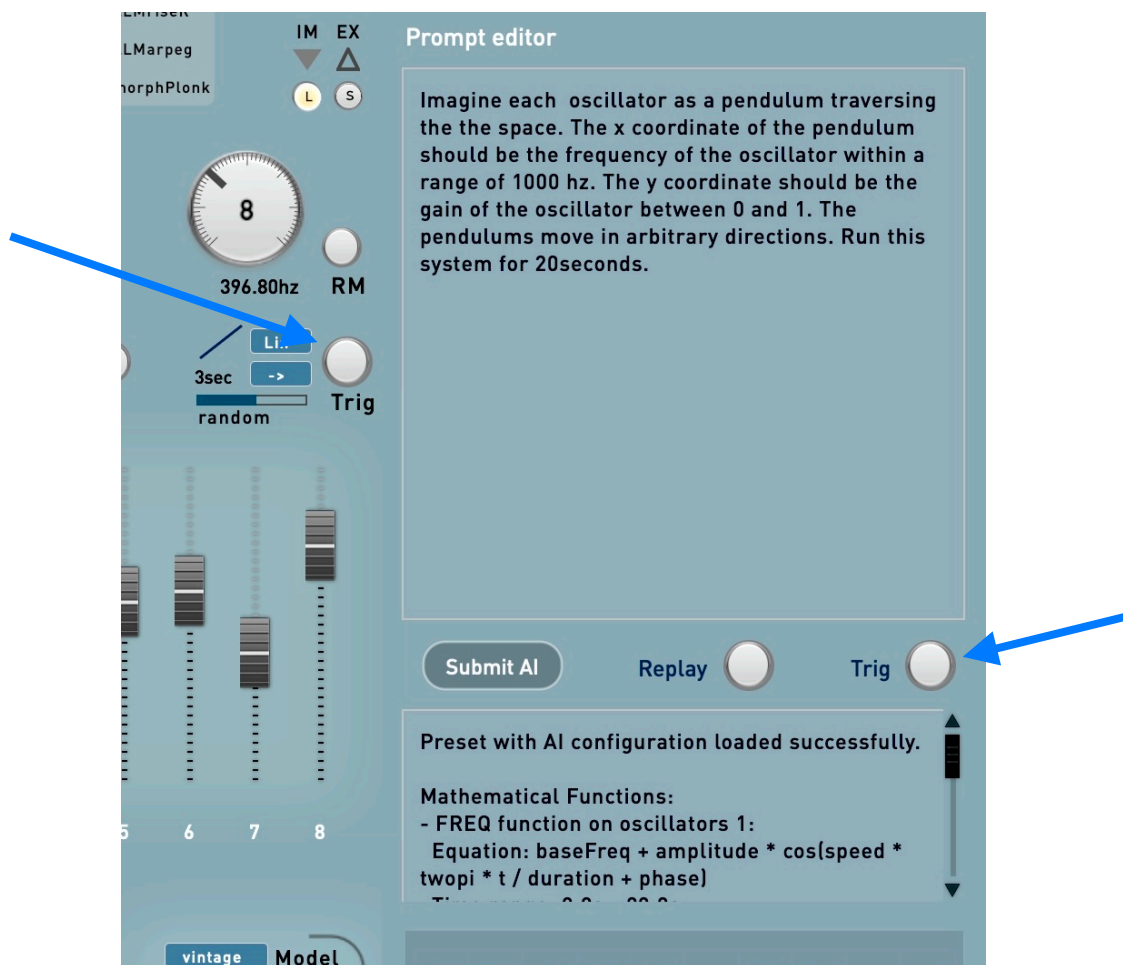 LMarpeg
morphPlonk
IM EX
L S
8
396.80hz
RM
3sec
->
random
Trig
5 6 7 8
vintage
Model
Prompt editor
Imagine each oscillator as a pendulum traversing
the the space. The x coordinate of the pendulum
should be the frequency of the oscillator within a
range of 1000 hz. The y coordinate should be the
gain of the oscillator between 0 and 1. The
pendulums move in arbitrary directions. Run this
system for 20seconds.
Submit AI
Replay
Trig
Preset with AI configuration loaded successfully.
Mathematical Functions:
- FREQ function on oscillators 1:
Equation: baseFreq + amplitude * cos(speed *
twopi * t / duration + phase)